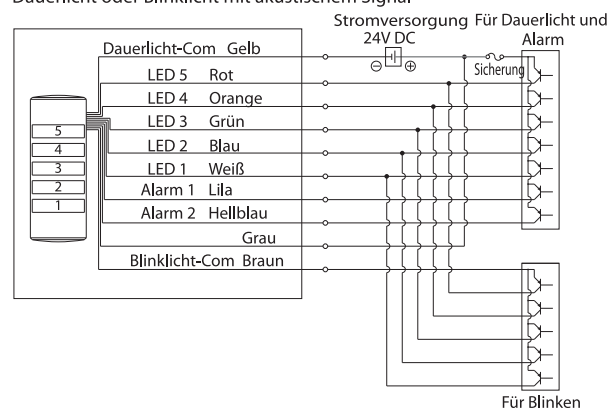 Dauerlicht oder Blinklicht mit akustischem Signal
Stromversorgung Für Dauerlicht und
24V DC Alarm
Dauerlicht-Com Gelb
Sicherung
LED 5 Rot
LED 4 Orange
LED 3 Grün
LED 2 Blau
LED 1 Weiß
Alarm 1 Lila
Alarm 2 Hellblau
Grau
Blinklicht-Com Braun
5
4
3
2
1
Für Blinken